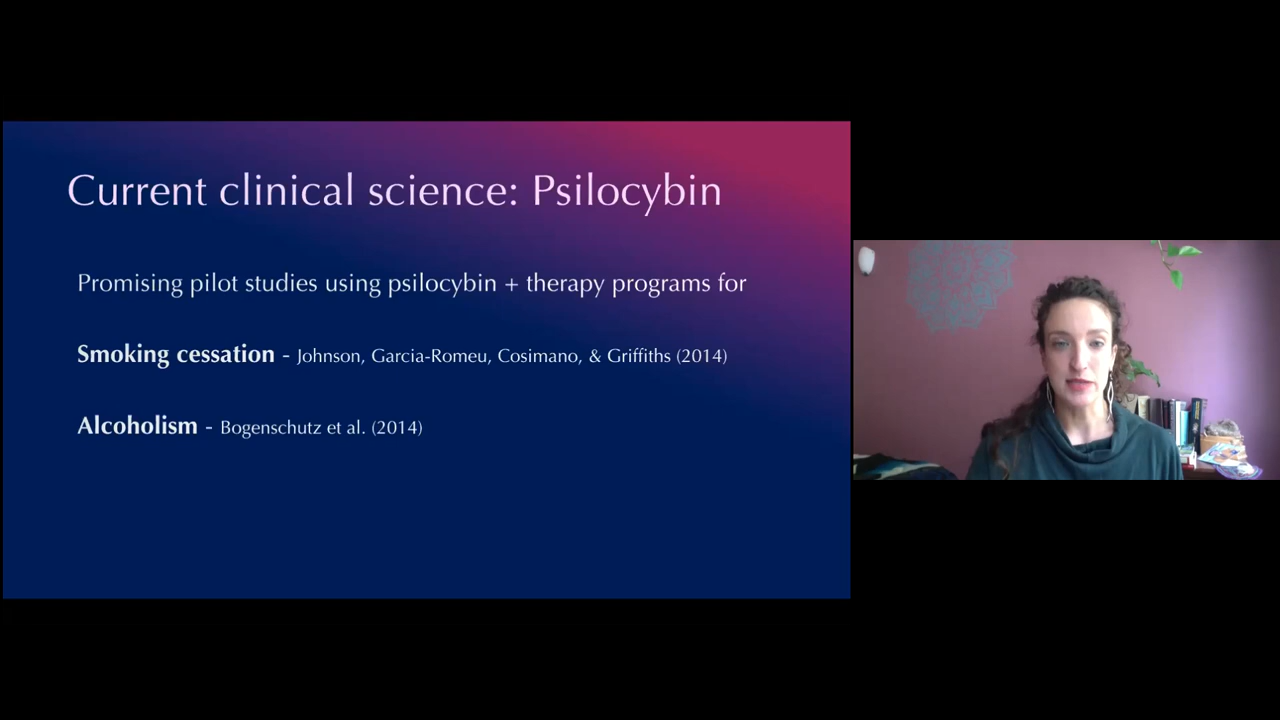 Current clinical science: Psilocybin
Promising pilot studies using psilocybin + therapy programs for
Smoking cessation - Johnson, Garcia-Romeu, Cosimano, & Griffiths (2014)
Alcoholism - Bogenschutz et al. (2014)